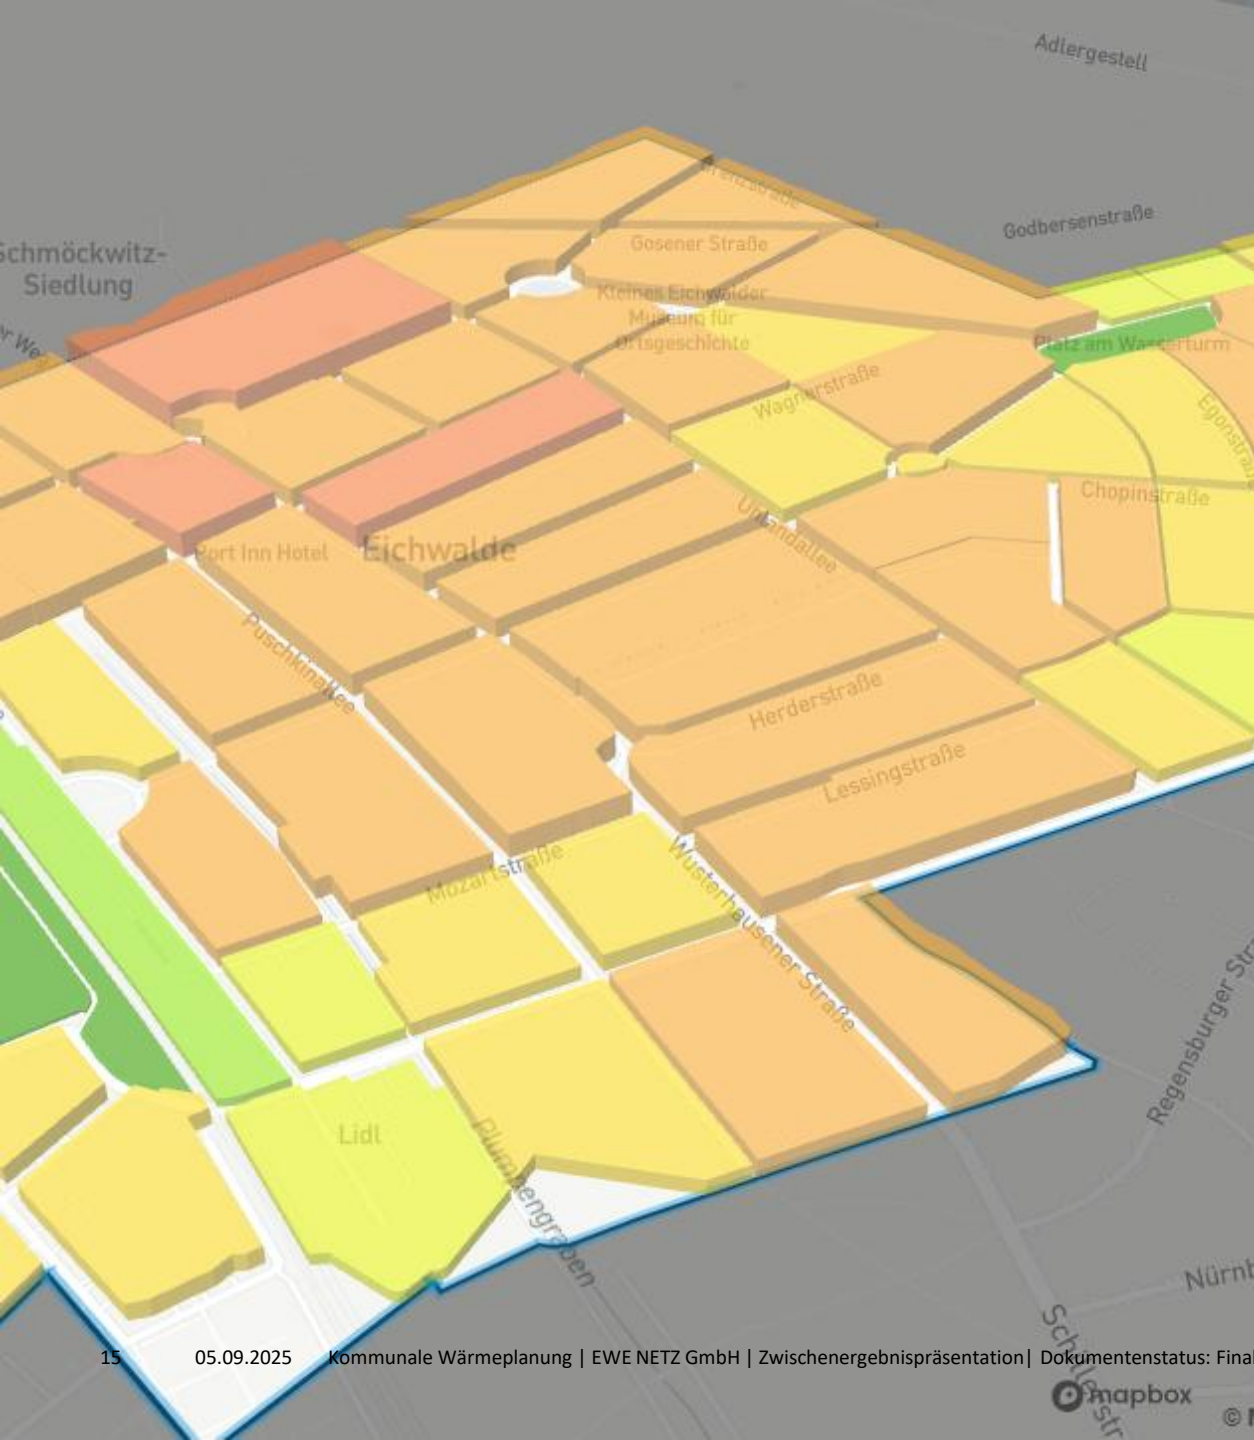 Adlergestell
Godbersenstraße
Schmöckwitz-
Siedlung
Gosener Straße
Kleines Eichwalder
Museum für
Ortsgeschichte
Platz am Wasserturm
Wagnerstraße
Chopinstraße
Uhlandallee
Port Inn Hotel
Eichwalde
Puschkinallee
Herderstraße
Lessingstraße
Mozartstraße
Wusterhausener Straße
Regensburger
Lidl
Plumpengraben
15 05.09.2025 Kommunale Wärmeplanung | EWE NETZ GmbH | Zwischenergebnispräsentation| Dokumentenstatus: Final
mapbox
©